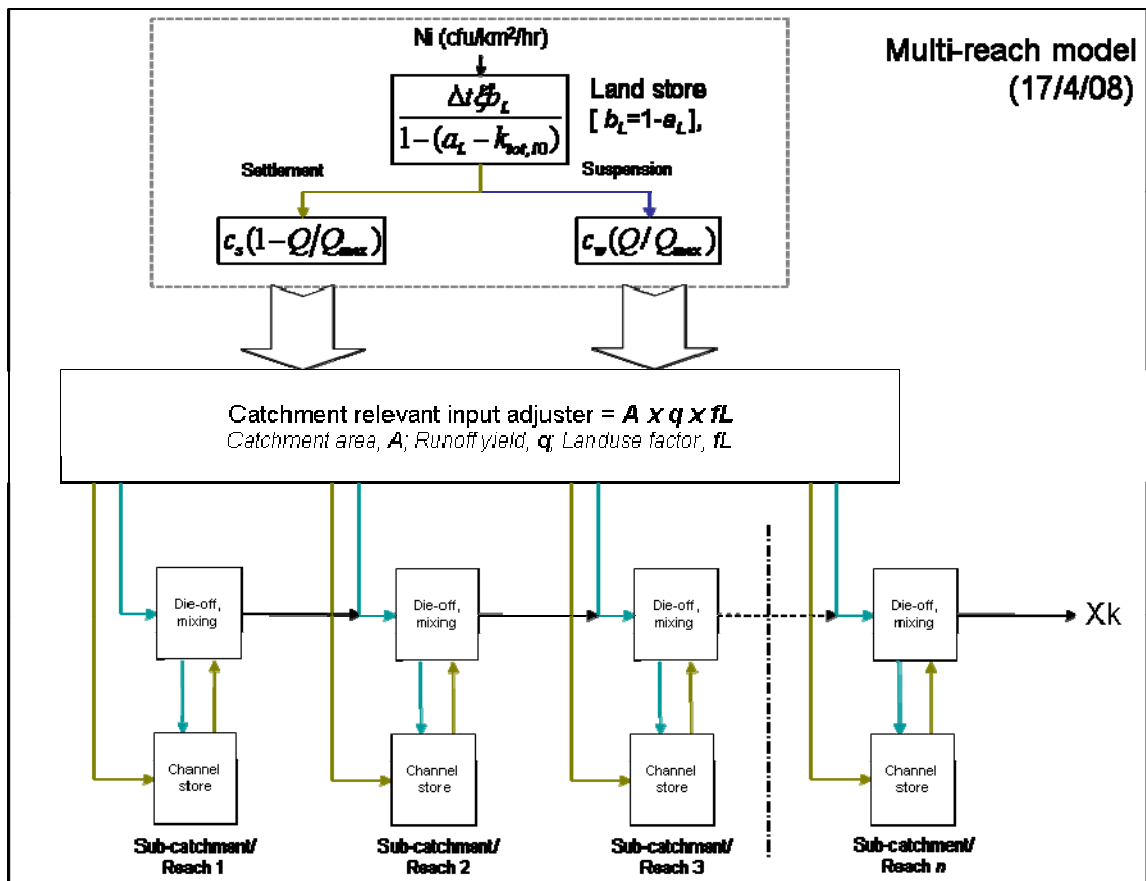 Ni (cfu/km²/hr)
Multi-reach model
(17/4/08)
Land store
[ b_L=1-a_L],
1-(a_L - k_tot,f0)
Settlement
Suspension
c_s(1-Q/Q_max)
c_w(Q/Q_max)
Catchment relevant input adjuster = A x q x fL
Catchment area, A; Runoff yield, q; Landuse factor, fL
Die-off,
mixing
Die-off,
mixing
Die-off,
mixing
Die-off,
mixing
Xk
Channel
store
Channel
store
Channel
store
Channel
store
Sub-catchment/
Reach 1
Sub-catchment/
Reach 2
Sub-catchment/
Reach 3
Sub-catchment/
Reach n